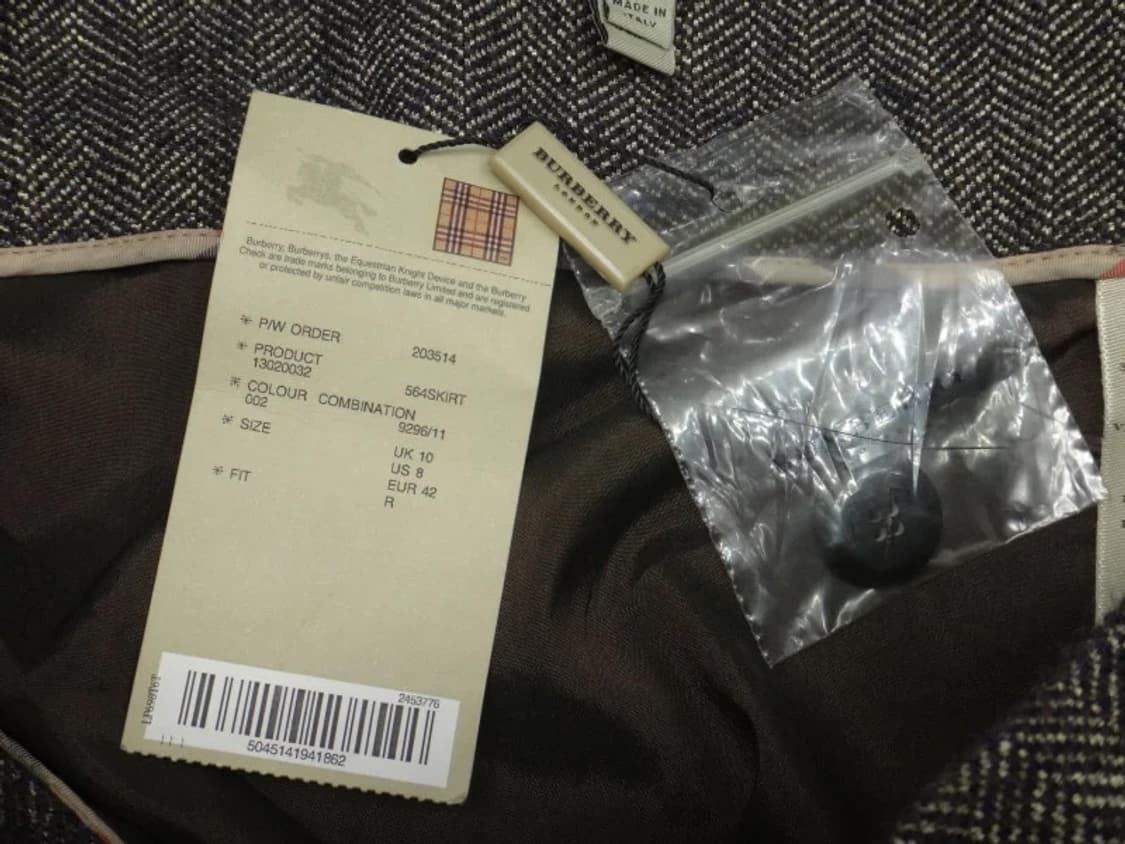 MADE IN
ITALY
BURBERRY
LONDON
Burberry, Burberrys, the Equestrian Knight Device and the Burberry
Check are trade marks belonging to Burberry Limited and are registered
or protected by unfair competition laws in all major markets.
✳ P/W ORDER
203514
✳ PRODUCT
13020032
564SKIRT
✳ COLOUR COMBINATION
002
9296/11
✳ SIZE
UK 10
US 8
EUR 42
✳ FIT
R
2453776
5045141941862